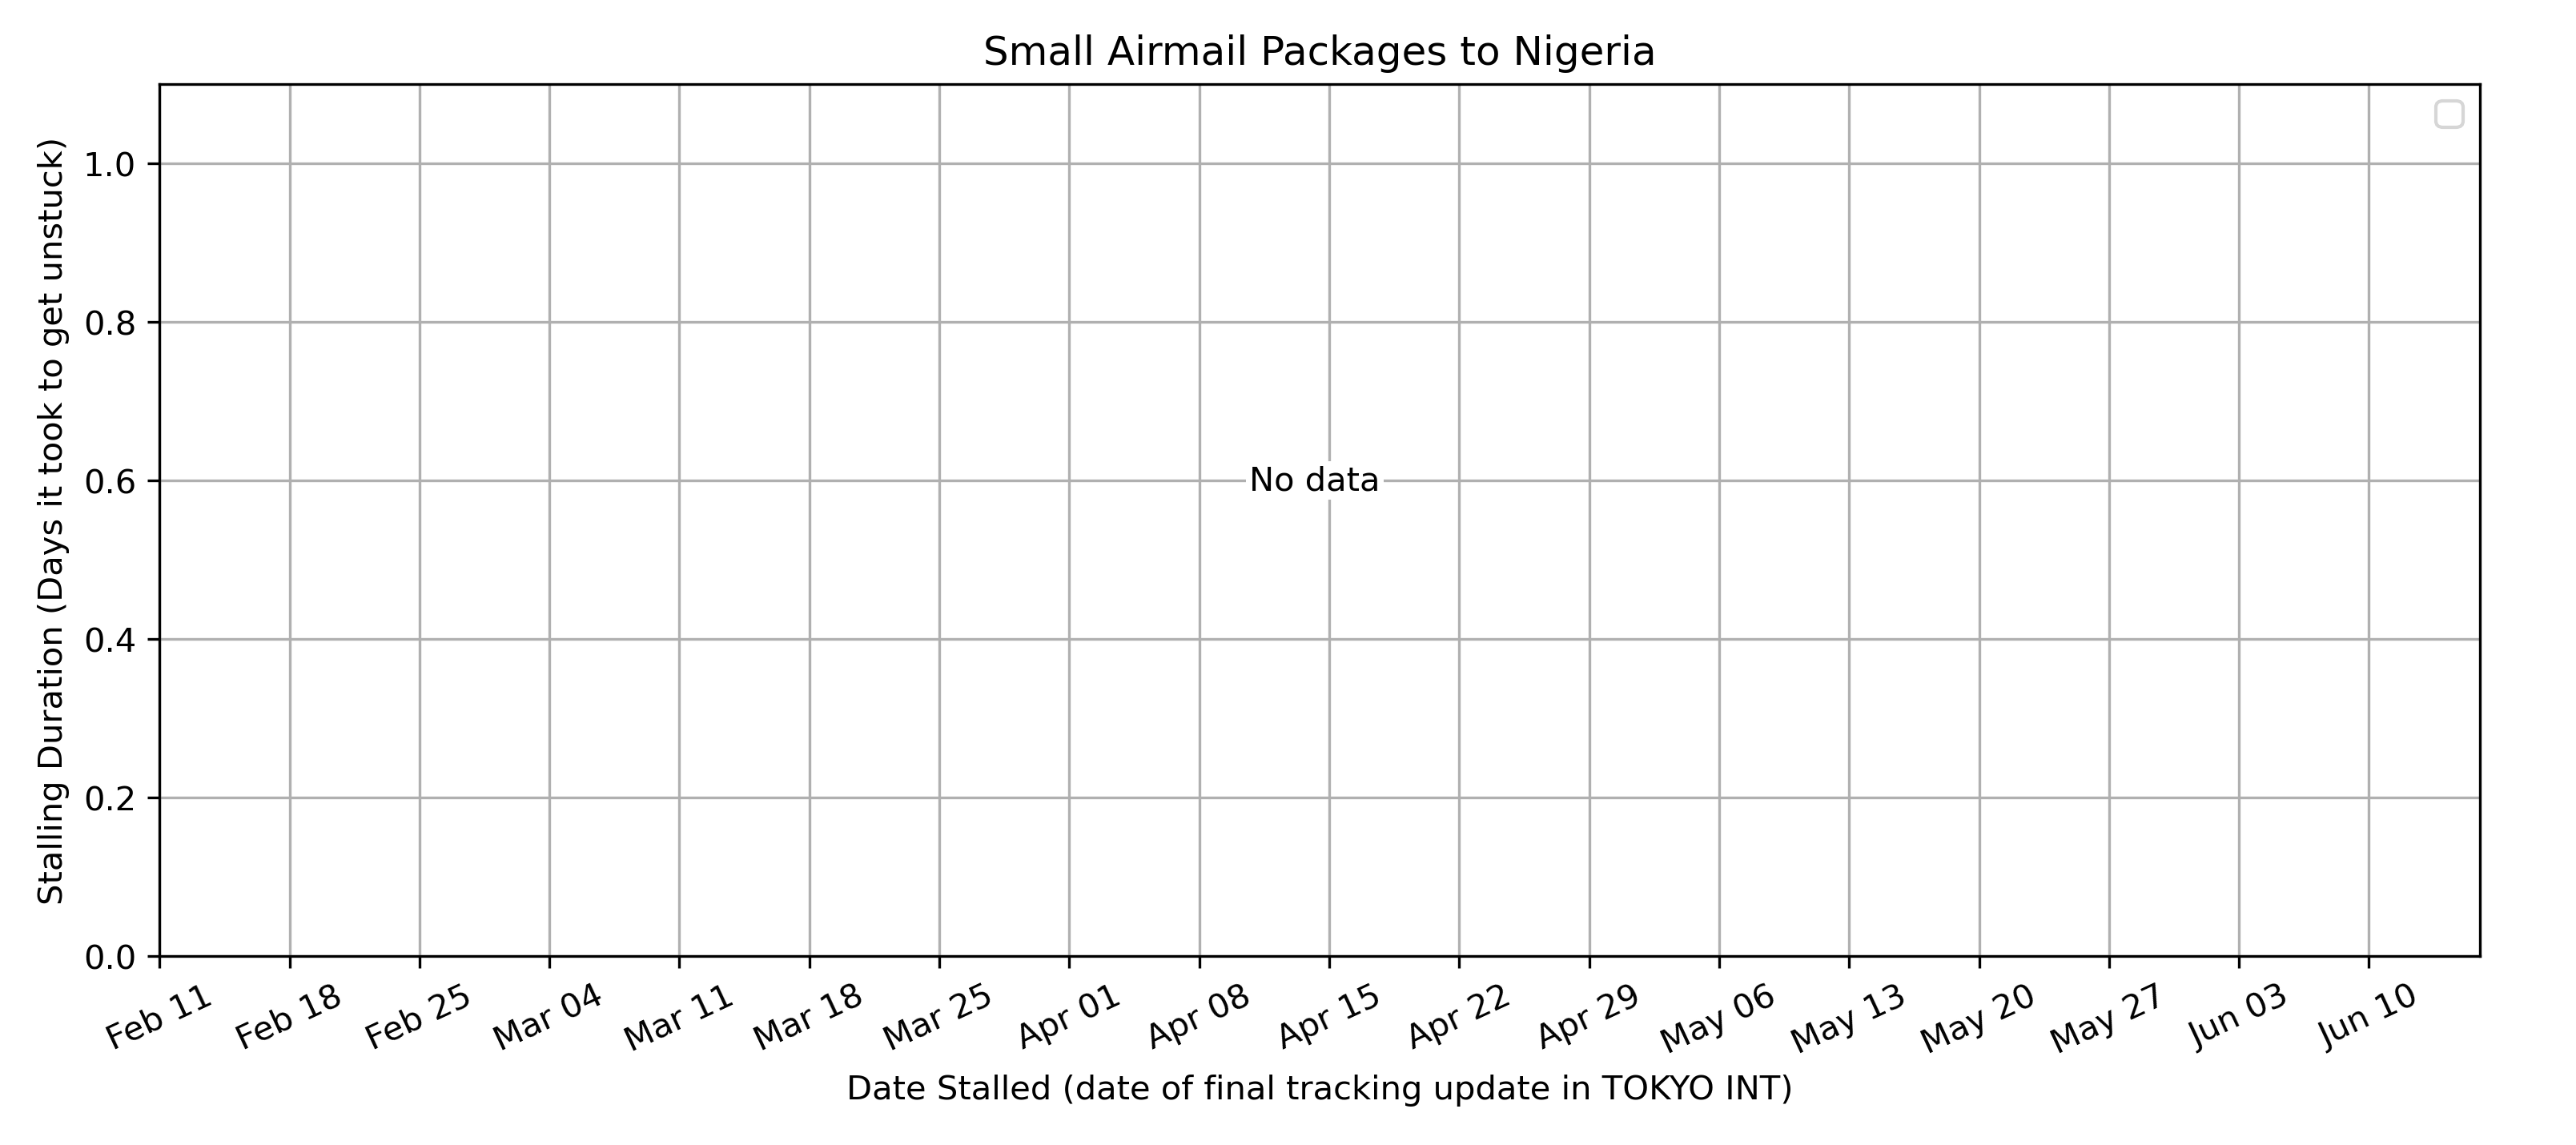 Small Airmail Packages to Nigeria
Stalling Duration (Days it took to get unstuck)
1.0
0.8
0.6
0.4
0.2
0.0
No data
Feb 11 Feb 18 Feb 25 Mar 04 Mar 11 Mar 18 Mar 25 Apr 01 Apr 08 Apr 15 Apr 22 Apr 29 May 06 May 13 May 20 May 27 Jun 03 Jun 10
Date Stalled (date of final tracking update in TOKYO INT)